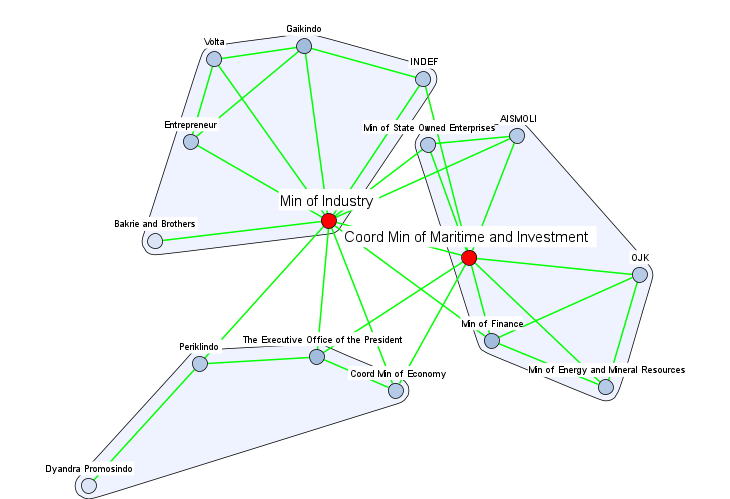 Gaikindo
Volta
INDEF
AISMOLI
Entrepreneur
Min of State Owned Enterprises
Min of Industry
Bakrie and Brothers
Coord Min of Maritime and Investment
OJK
Min of Finance
The Executive Office of the President
Periklindo
Coord Min of Economy
Min of Energy and Mineral Resources
Dyandra Promosindo